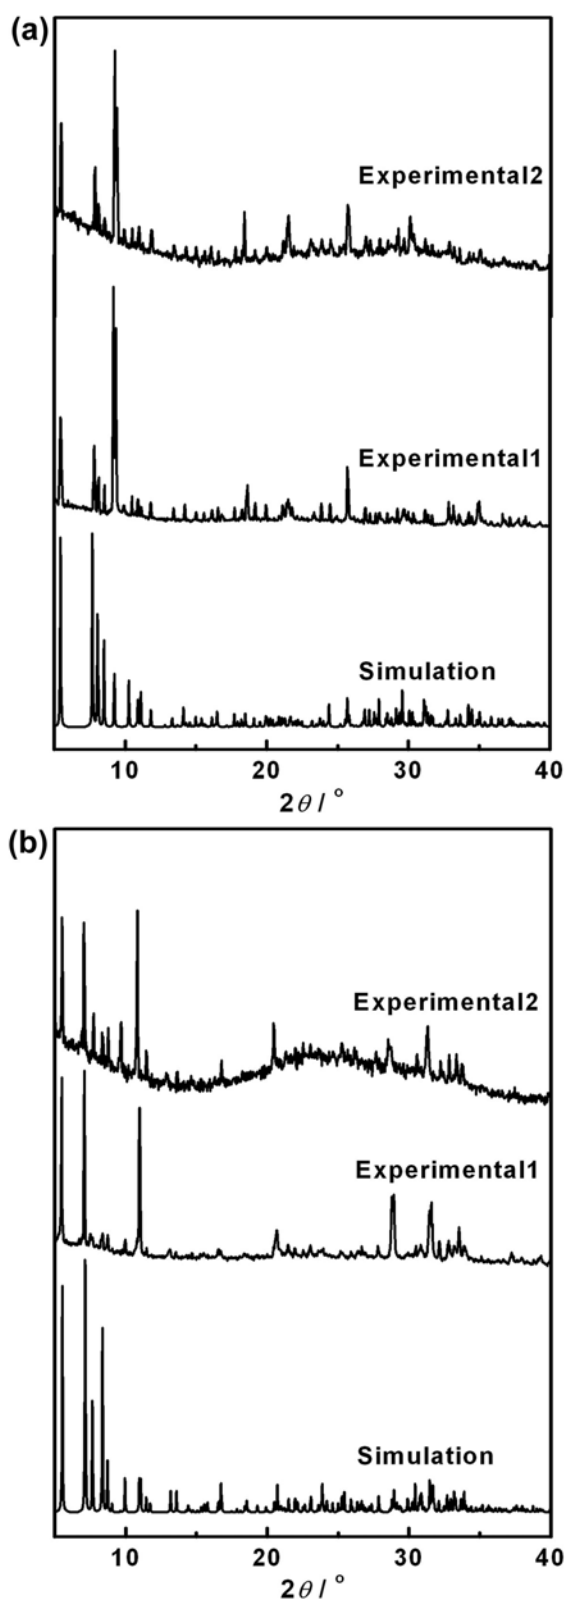 (a)
Experimental2
Experimental1
Simulation
10 20 30 40
2θ / °
(b)
Experimental2
Experimental1
Simulation
10 20 30 40
2θ / °